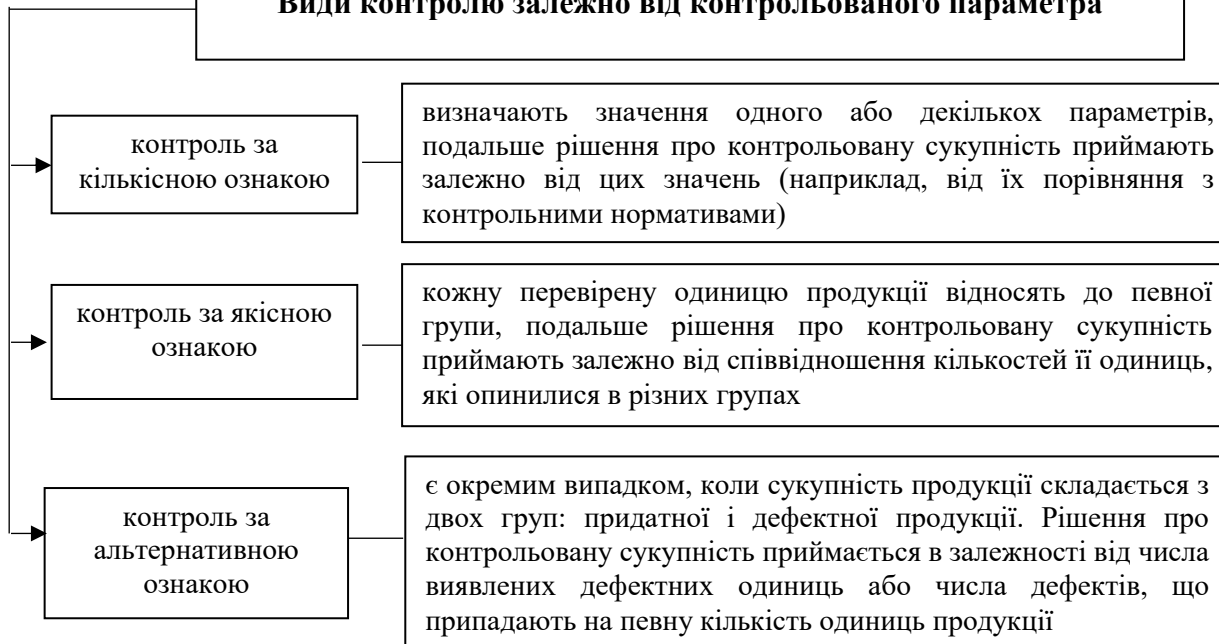 Види контролю залежно від контрольованого параметра
контроль за
кількісною ознакою
визначають значення одного або декількох параметрів,
подальше рішення про контрольовану сукупність приймають
залежно від цих значень (наприклад, від їх порівняння з
контрольними нормативами)
контроль за якісною
ознакою
кожну перевірену одиницю продукції відносять до певної
групи, подальше рішення про контрольовану сукупність
приймають залежно від співвідношення кількостей її одиниць,
які опинилися в різних групах
контроль за
альтернативною
ознакою
є окремим випадком, коли сукупність продукції складається з
двох груп: придатної і дефектної продукції. Рішення про
контрольовану сукупність приймається в залежності від числа
виявлених дефектних одиниць або числа дефектів, що
припадають на певну кількість одиниць продукції